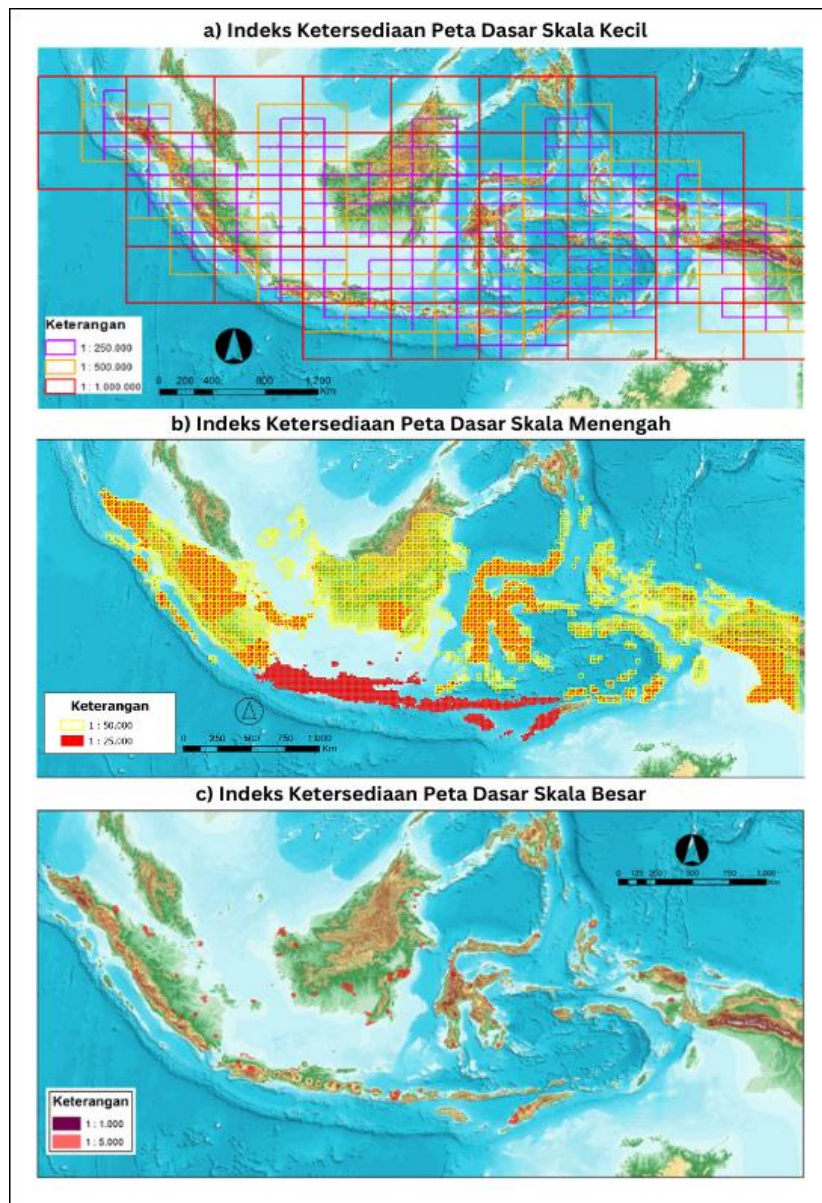 a) Indeks Ketersediaan Peta Dasar Skala Kecil
Keterangan
1 : 250.000
1 : 500.000
1 : 1.000.000
0 200 400 800 1.200
Km
b) Indeks Ketersediaan Peta Dasar Skala Menengah
Keterangan
1 : 50.000
1 : 25.000
0 250 500 750 1.000
Km
c) Indeks Ketersediaan Peta Dasar Skala Besar
0 125 250 500 750 1.000
Keterangan
1 : 1.000
1 : 5.000